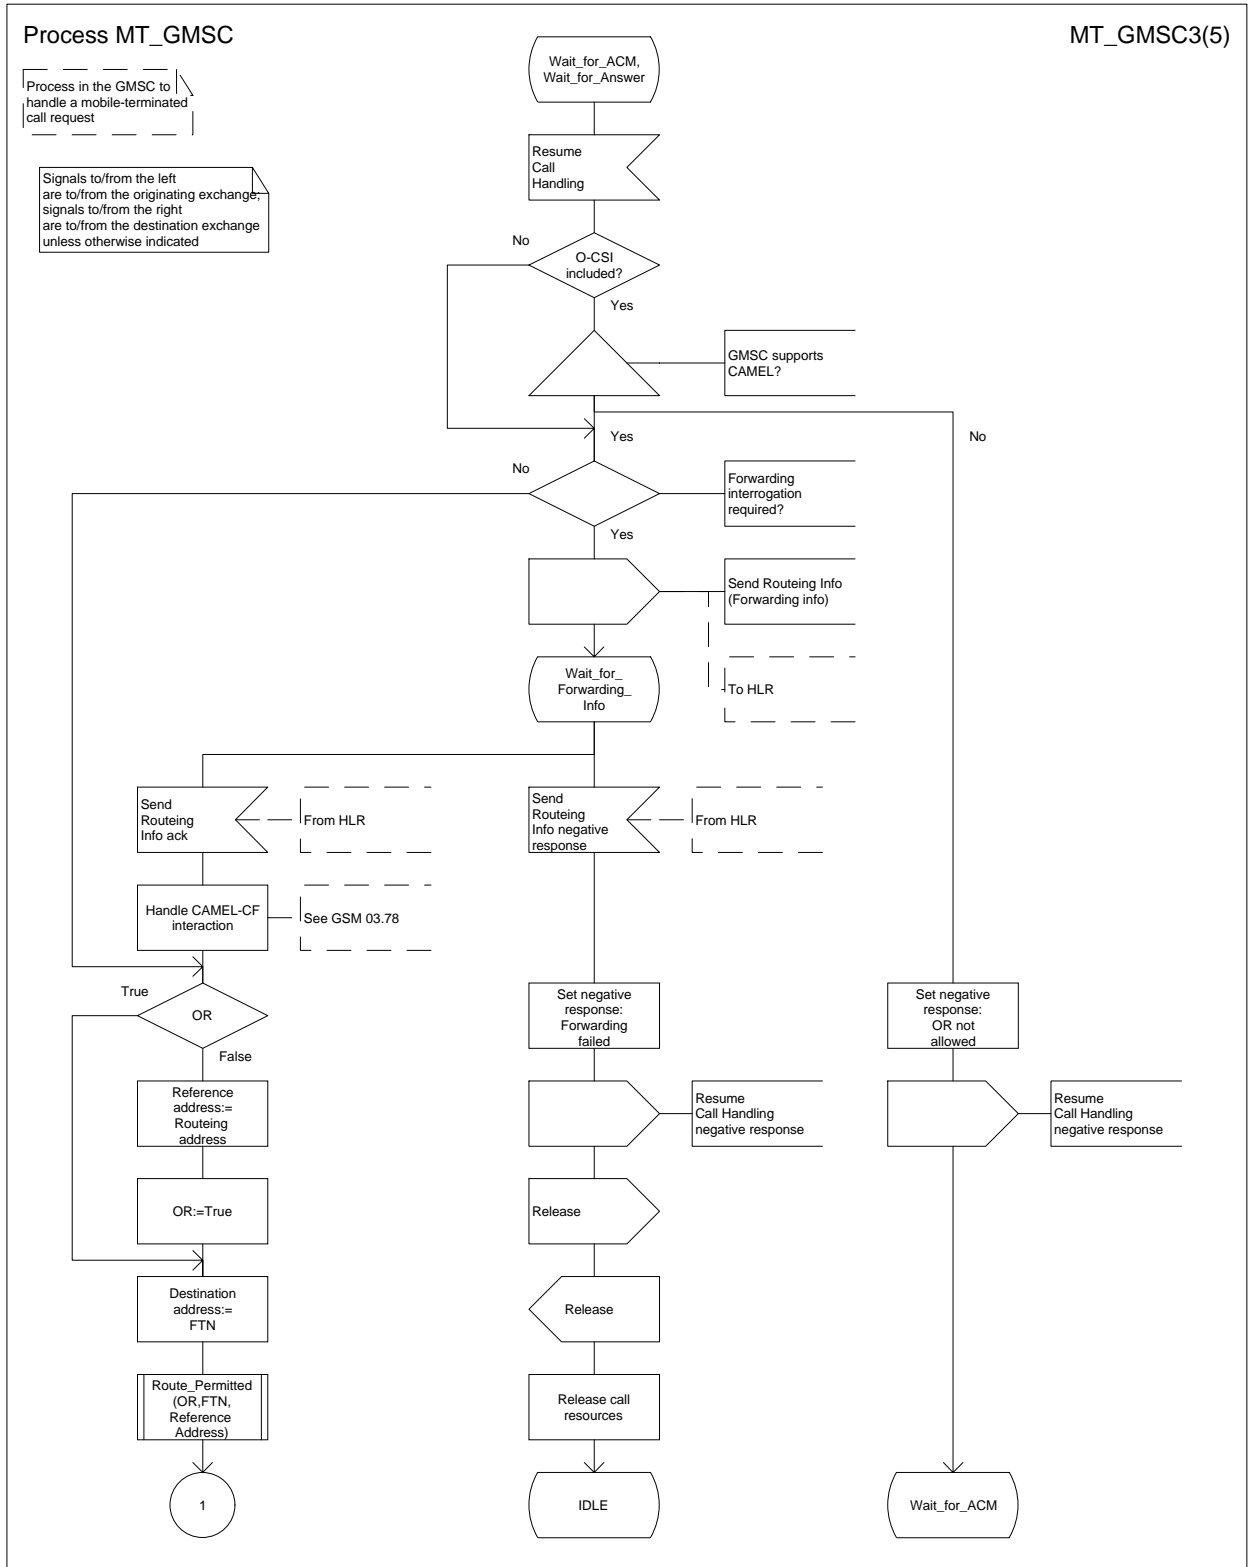 Process MT_GMSC
MT_GMSC3(5)
Process in the GMSC to
handle a mobile-terminated
call request
Signals to/from the left
are to/from the originating exchange;
signals to/from the right
are to/from the destination exchange
unless otherwise indicated
Wait_for_ACM,
Wait_for_Answer
Resume
Call
Handling
No
O-CSI
included?
Yes
GMSC supports
CAMEL?
Yes
No
No
Forwarding
interrogation
required?
Yes
Send Routeing Info
(Forwarding info)
Wait_for_
Forwarding_
Info
To HLR
Send
Routeing
Info ack
From HLR
Send
Routeing
Info negative
response
From HLR
Handle CAMEL-CF
interaction
See GSM 03.78
True
OR
False
Set negative
response:
Forwarding
failed
Set negative
response:
OR not
allowed
Reference
address:=
Routeing
address
Resume
Call Handling
negative response
Resume
Call Handling
negative response
OR:=True
Release
Destination
address:=
FTN
Release
Route_Permitted
(OR,FTN,
Reference
Address)
Release call
resources
1
IDLE
Wait_for_ACM